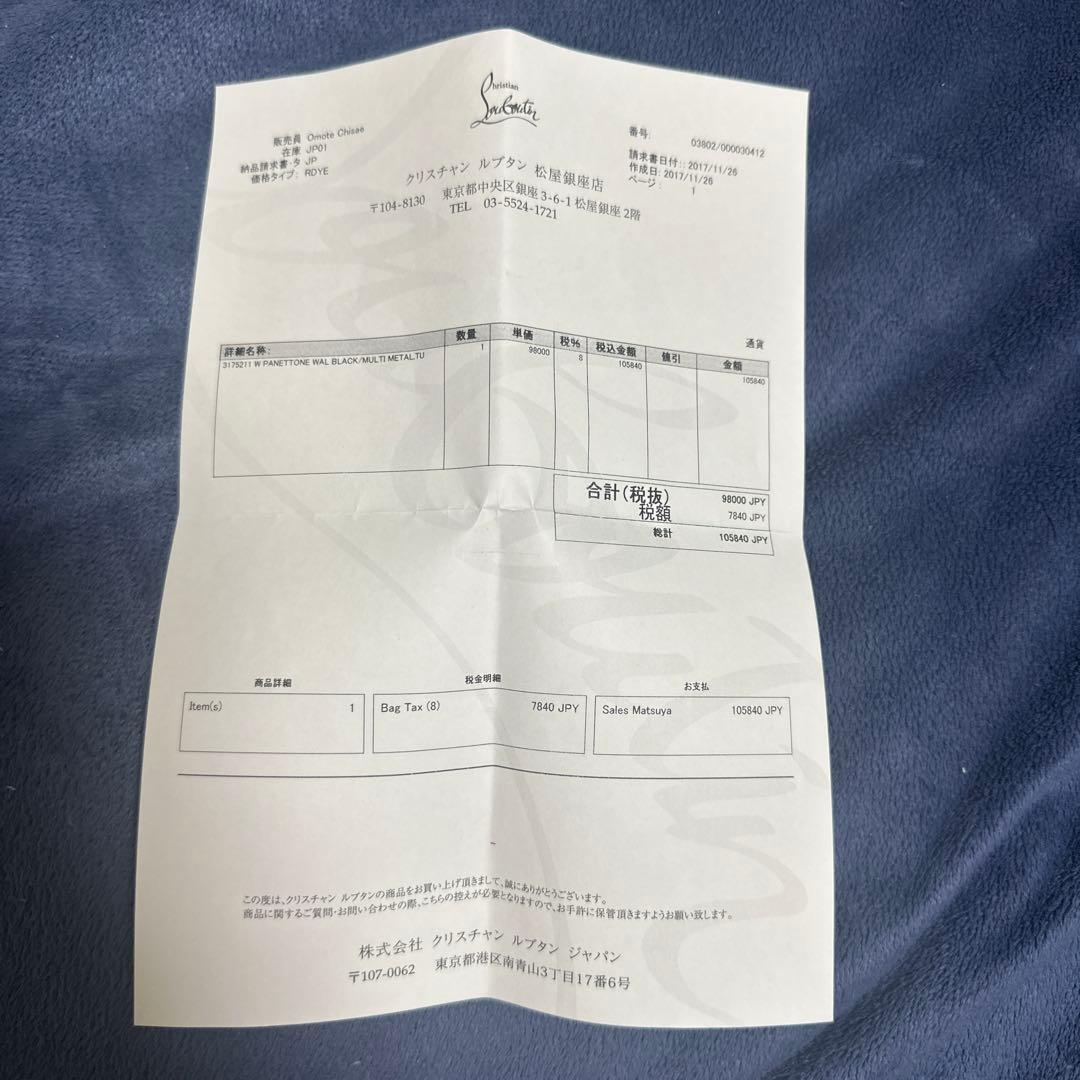 Christian
Louboutin
販売員 Omote Chisae
在庫 JP01
納品請求書・タ JP
価格タイプ: RDYE
番号: 03802/000030412
請求書日付:: 2017/11/26
作成日: 2017/11/26
ページ: 1
クリスチャン ルブタン 松屋銀座店
〒104-8130 東京都中央区銀座 3-6-1 松屋銀座 2階
TEL 03-5524-1721
通貨
詳細名称: 数量 単価 税% 税込金額 値引 金額
3175211 W PANETTONE WAL BLACK/MULTI METAL.TU 1 98000 8 105840 105840
合計(税抜) 98000 JPY
税額 7840 JPY
総計 105840 JPY
商品詳細 税金明細 お支払
Item(s) 1 Bag Tax (8) 7840 JPY Sales Matsuya 105840 JPY
この度は、クリスチャン ルブタンの商品をお買い上げ頂きまして、誠にありがとうございます。
商品に関するご質問・お問い合わせの際、こちらの控えが必要となりますので、お手許に保管頂きますようお願い致します。
株式会社 クリスチャン ルブタン ジャパン
〒107-0062 東京都港区南青山3丁目17番6号